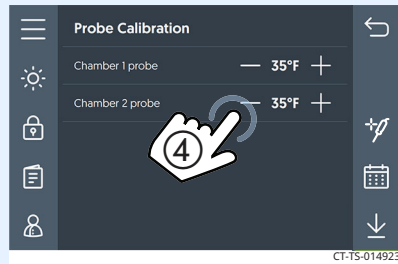 Probe Calibration
Chamber 1 probe — 35°F +
Chamber 2 probe — 35°F +
4
CT-TS-014923